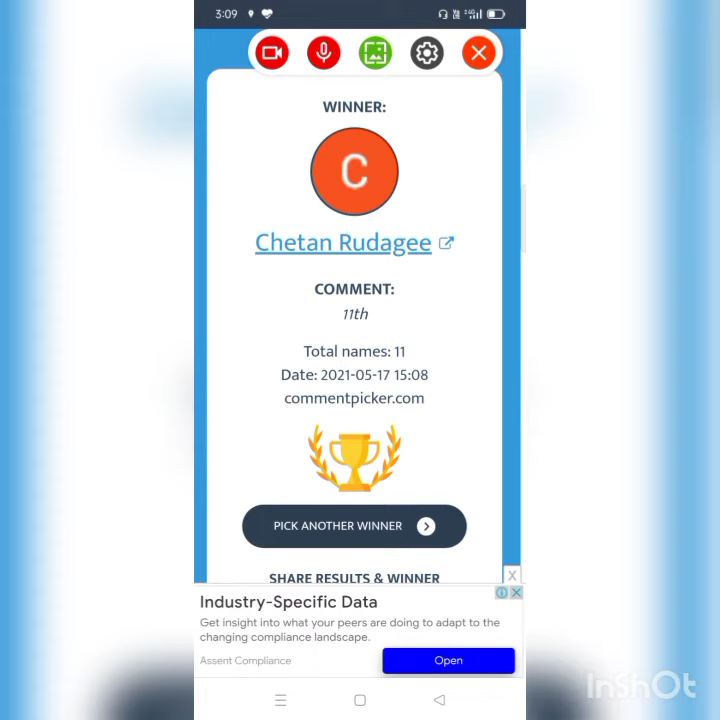 3:09
WINNER:
C
Chetan Rudagee
COMMENT:
11th
Total names: 11
Date: 2021-05-17 15:08
commentpicker.com
PICK ANOTHER WINNER
SHARE RESULTS & WINNER
X
Industry-Specific Data
Get insight into what your peers are doing to adapt to the
changing compliance landscape.
Assent Compliance
Open
InShOt